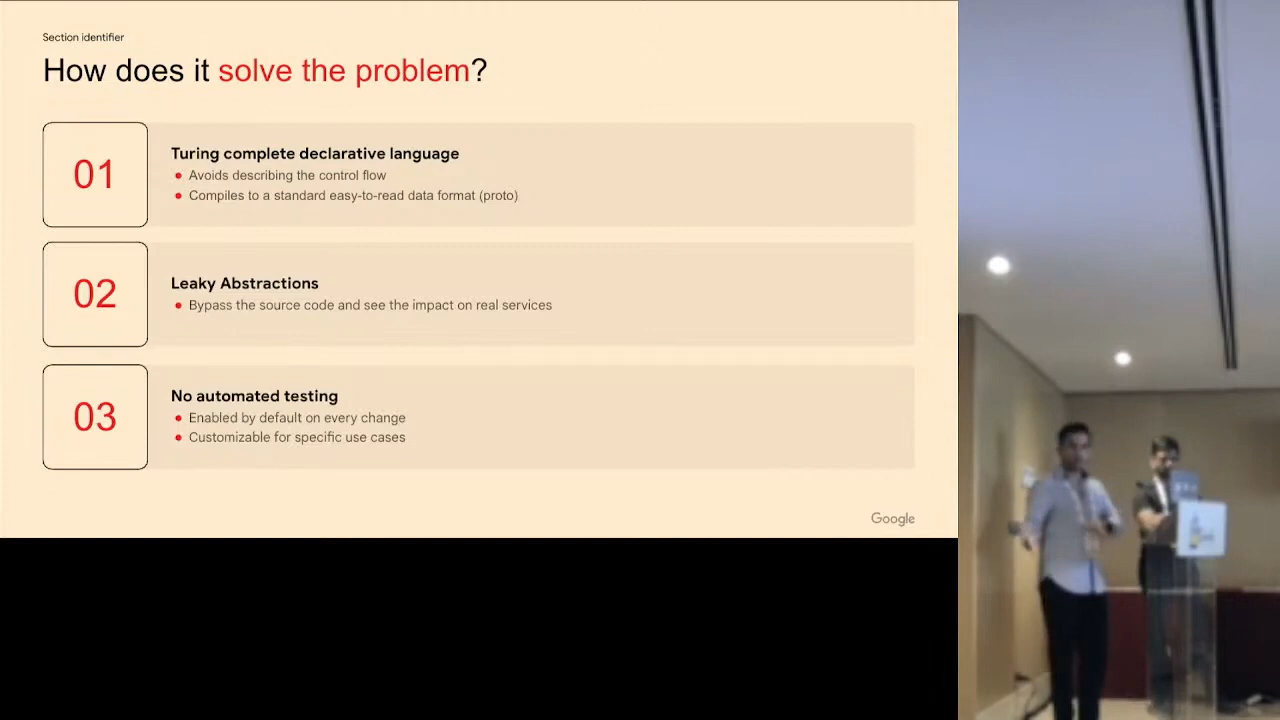 Section identifier
How does it solve the problem?
01
Turing complete declarative language
Avoids describing the control flow
Compiles to a standard easy-to-read data format (proto)
02
Leaky Abstractions
Bypass the source code and see the impact on real services
03
No automated testing
Enabled by default on every change
Customizable for specific use cases
Google